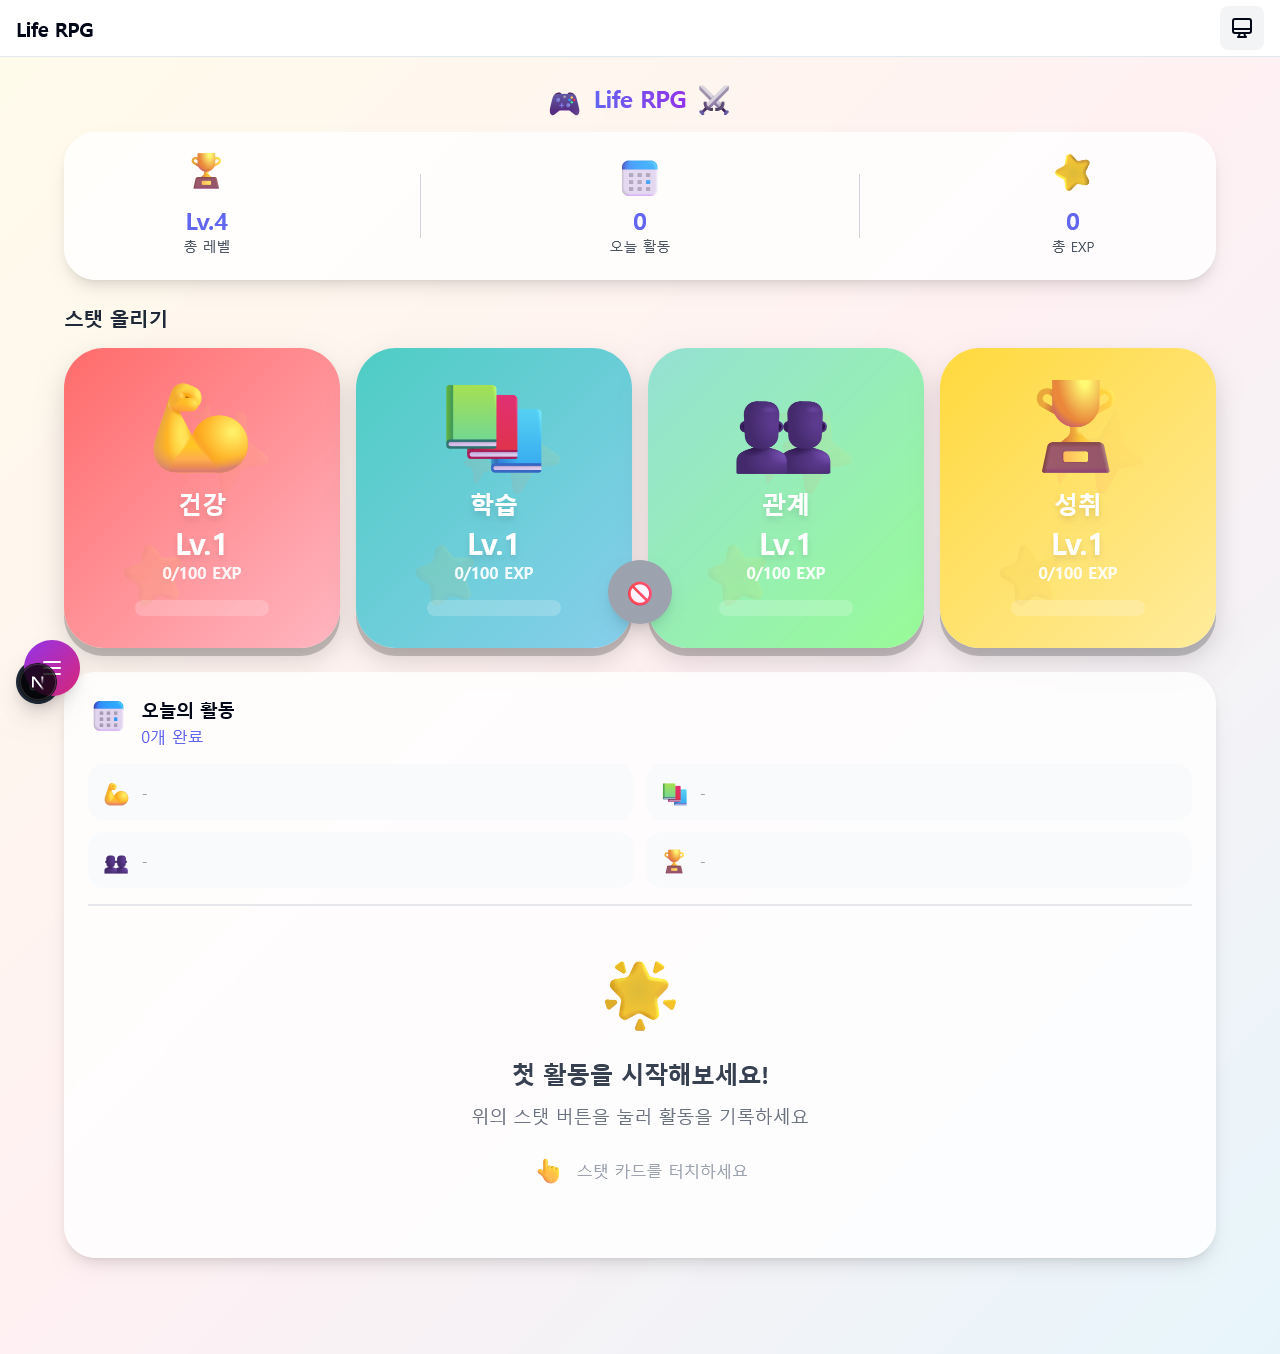 Life RPG
Life RPG
Lv.4
총 레벨
0
오늘 활동
0
총 EXP
스탯 올리기
건강
Lv.1
0/100 EXP
학습
Lv.1
0/100 EXP
관계
Lv.1
0/100 EXP
성취
Lv.1
0/100 EXP
N
오늘의 활동
0개 완료
-
-
-
-
첫 활동을 시작해보세요!
위의 스탯 버튼을 눌러 활동을 기록하세요
스탯 카드를 터치하세요